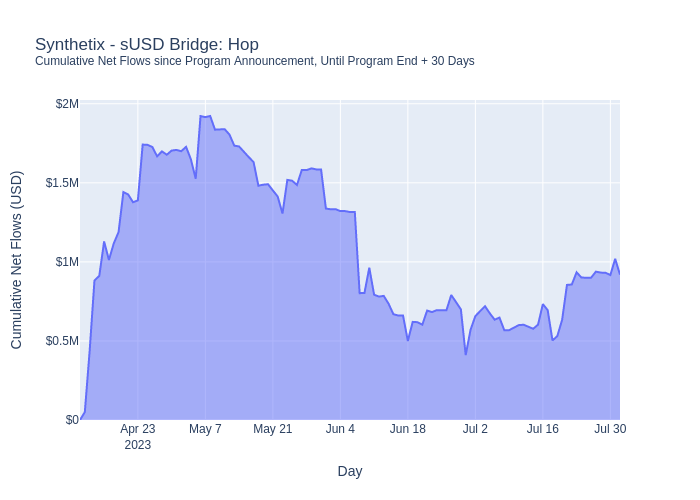 Synthetix - sUSD Bridge: Hop
Cumulative Net Flows since Program Announcement, Until Program End + 30 Days
Cumulative Net Flows (USD)
$2M
$1.5M
$1M
$0.5M
$0
Apr 23 May 7 May 21 Jun 4 Jun 18 Jul 2 Jul 16 Jul 30
2023
Day